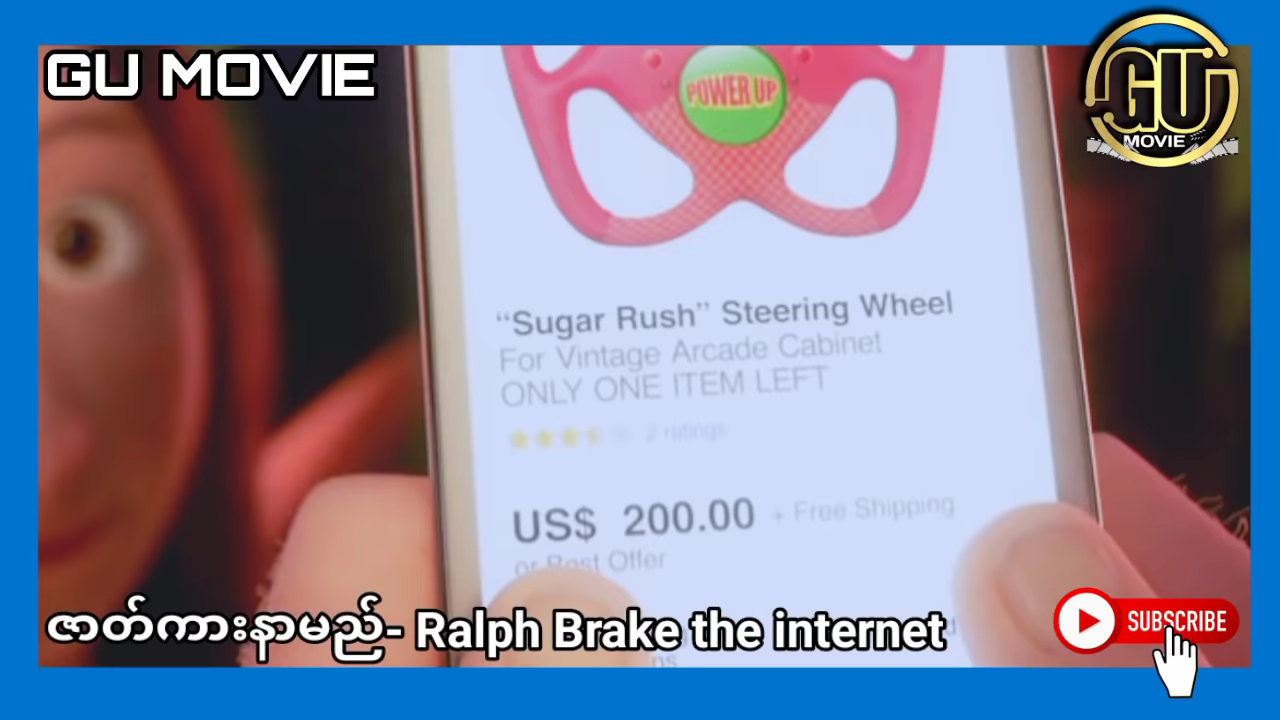 GU MOVIE
GU
MOVIE
POWER UP
“Sugar Rush” Steering Wheel
For Vintage Arcade Cabinet
ONLY ONE ITEM LEFT
2 ratings
US$ 200.00 + Free Shipping
or Best Offer
ဇာတ်ကားနာမည်- Ralph Brake the internet
SUBSCRIBE